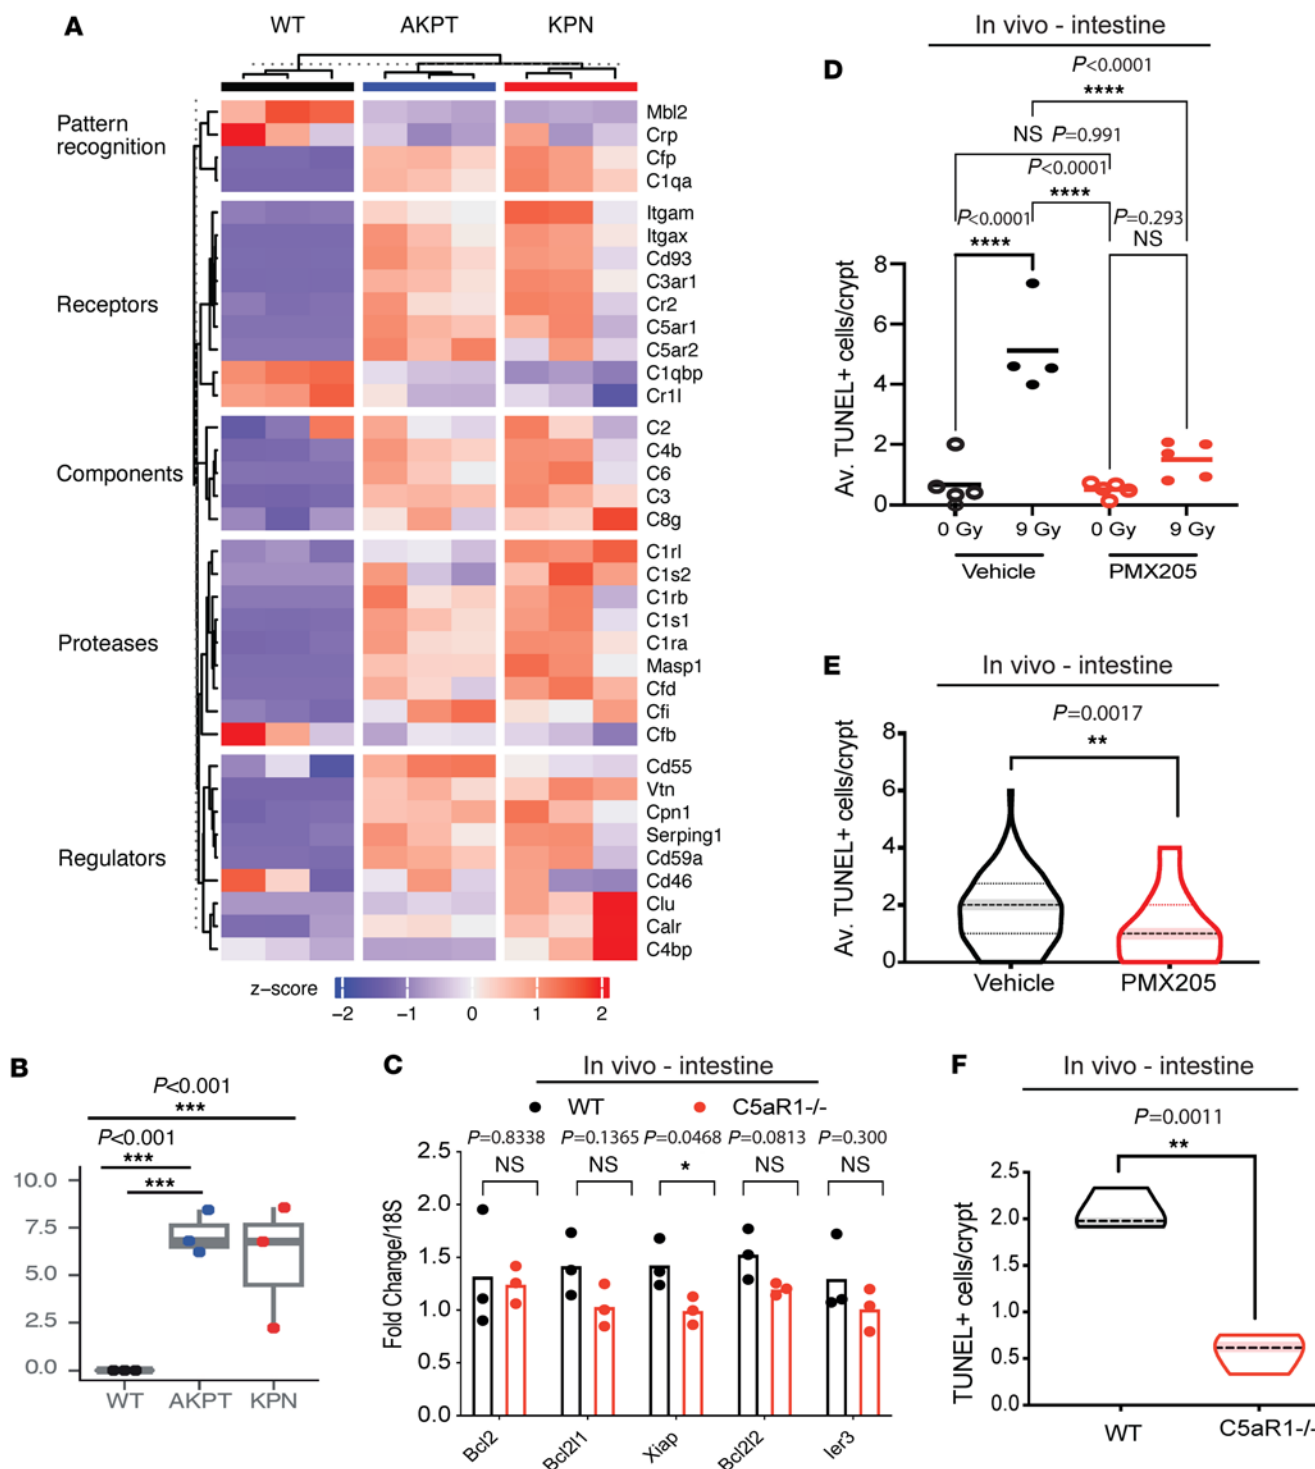 A
WT AKPT KPN
Pattern recognition
Mbl2
Crp
Cfp
C1qa
Receptors
Itgam
Itgax
Cd93
C3ar1
Cr2
C5ar1
C5ar2
C1qbp
Cr1l
Components
C2
C4b
C6
C3
C8g
Proteases
C1rl
C1s2
C1rb
C1s1
C1ra
Masp1
Cfd
Cfi
Cfb
Regulators
Cd55
Vtn
Cpn1
Serping1
Cd59a
Cd46
Clu
Calr
C4bp
z-score
−2 −1 0 1 2
B
P<0.001
***
P<0.001
***
***
10.0
7.5
5.0
2.5
0.0
WT AKPT KPN
C
In vivo - intestine
WT C5aR1-/-
P=0.8338 P=0.1365 P=0.0468 P=0.0813 P=0.300
NS NS * NS NS
Fold Change/18S
2.5
2.0
1.5
1.0
0.5
0.0
Bcl2 Bcl2l1 Xiap Bcl2l2 Ier3
D
In vivo - intestine
P<0.0001
****
NS P=0.991
P<0.0001
****
P<0.0001 P=0.293
**** NS
Av. TUNEL+ cells/crypt
8
6
4
2
0
0 Gy 9 Gy 0 Gy 9 Gy
Vehicle PMX205
E
In vivo - intestine
P=0.0017
**
Av. TUNEL+ cells/crypt
8
6
4
2
0
Vehicle PMX205
F
In vivo - intestine
P=0.0011
**
TUNEL+ cells/crypt
2.5
2.0
1.5
1.0
0.5
0.0
WT C5aR1-/-